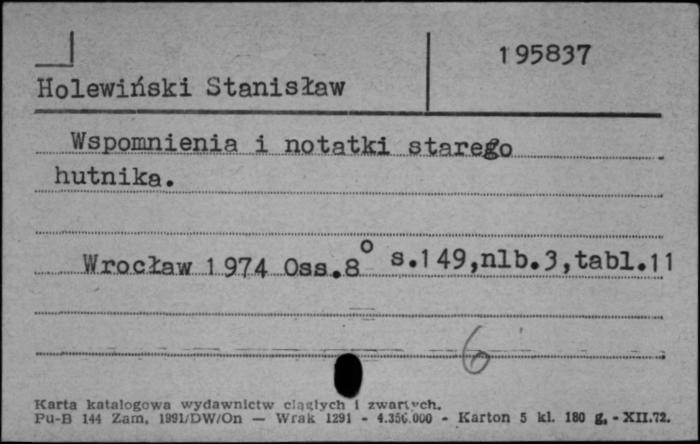 195837
Holewiński Stanisław
Wspomnienia i notatki starego
hutnika.
Wrocław 1974 Oss.8° s.149,nlb.3,tabl.11
6
Karta katalogowa wydawnictw ciągłych i zwartych.
Pu-B 144 Zam. 1991/DW/On — Wrak 1291 - 4.350.000 - Karton 5 kl. 180 g. - XII.72.